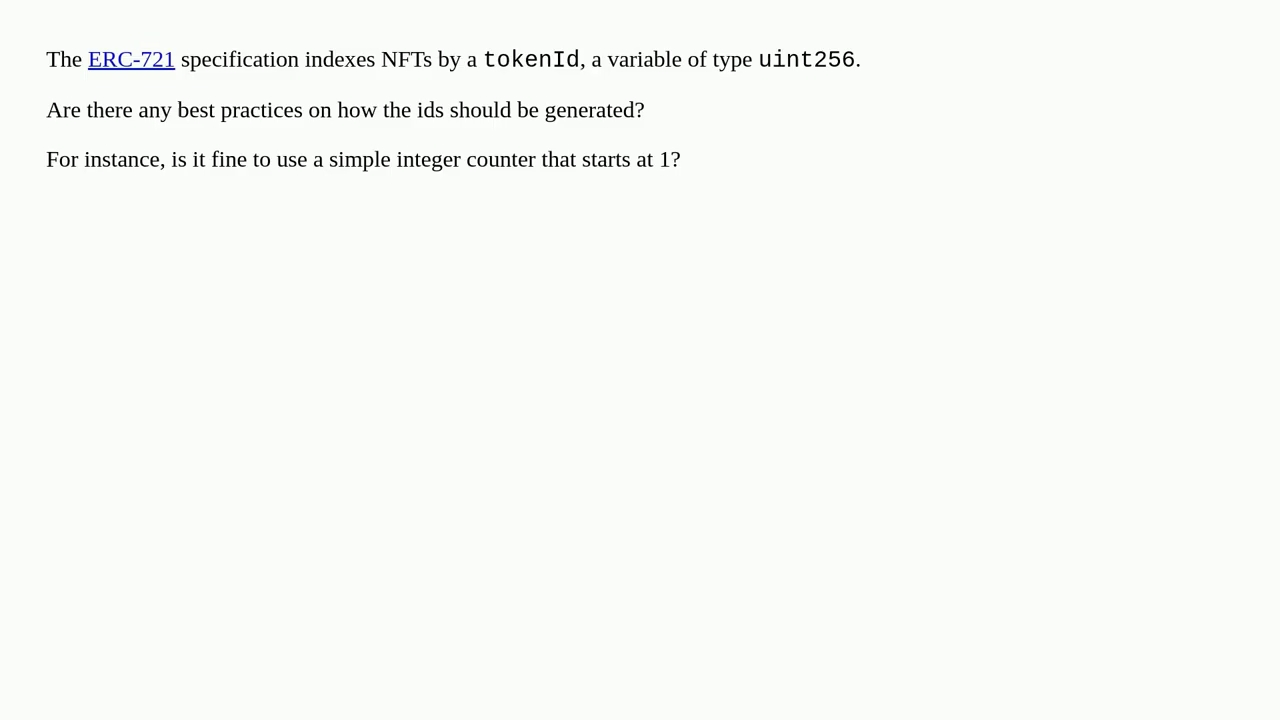 The ERC-721 specification indexes NFTs by a tokenId, a variable of type uint256.
Are there any best practices on how the ids should be generated?
For instance, is it fine to use a simple integer counter that starts at 1?